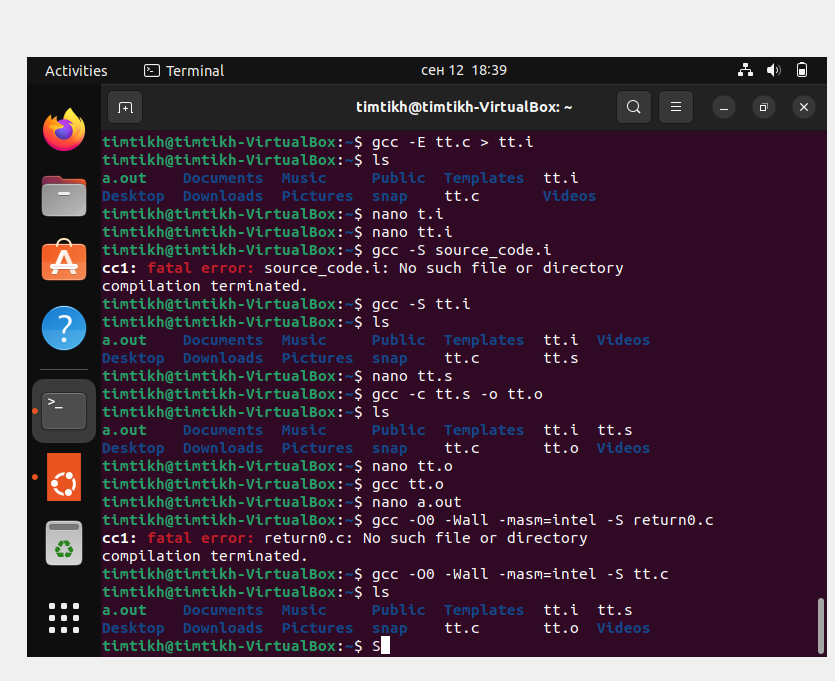 Activities Terminal сен 12 18:39
timtikh@timtikh-VirtualBox: ~
timtikh@timtikh-VirtualBox:~$ gcc -E tt.c > tt.i
timtikh@timtikh-VirtualBox:~$ ls
a.out Documents Music Public Templates tt.i
Desktop Downloads Pictures snap tt.c Videos
timtikh@timtikh-VirtualBox:~$ nano t.i
timtikh@timtikh-VirtualBox:~$ nano tt.i
timtikh@timtikh-VirtualBox:~$ gcc -S source_code.i
cc1: fatal error: source_code.i: No such file or directory
compilation terminated.
timtikh@timtikh-VirtualBox:~$ gcc -S tt.i
timtikh@timtikh-VirtualBox:~$ ls
a.out Documents Music Public Templates tt.i Videos
Desktop Downloads Pictures snap tt.c tt.s
timtikh@timtikh-VirtualBox:~$ nano tt.s
timtikh@timtikh-VirtualBox:~$ gcc -c tt.s -o tt.o
timtikh@timtikh-VirtualBox:~$ ls
a.out Documents Music Public Templates tt.i tt.s
Desktop Downloads Pictures snap tt.c tt.o Videos
timtikh@timtikh-VirtualBox:~$ nano tt.o
timtikh@timtikh-VirtualBox:~$ gcc tt.o
timtikh@timtikh-VirtualBox:~$ nano a.out
timtikh@timtikh-VirtualBox:~$ gcc -O0 -Wall -masm=intel -S return0.c
cc1: fatal error: return0.c: No such file or directory
compilation terminated.
timtikh@timtikh-VirtualBox:~$ gcc -O0 -Wall -masm=intel -S tt.c
timtikh@timtikh-VirtualBox:~$ ls
a.out Documents Music Public Templates tt.i tt.s
Desktop Downloads Pictures snap tt.c tt.o Videos
timtikh@timtikh-VirtualBox:~$ S